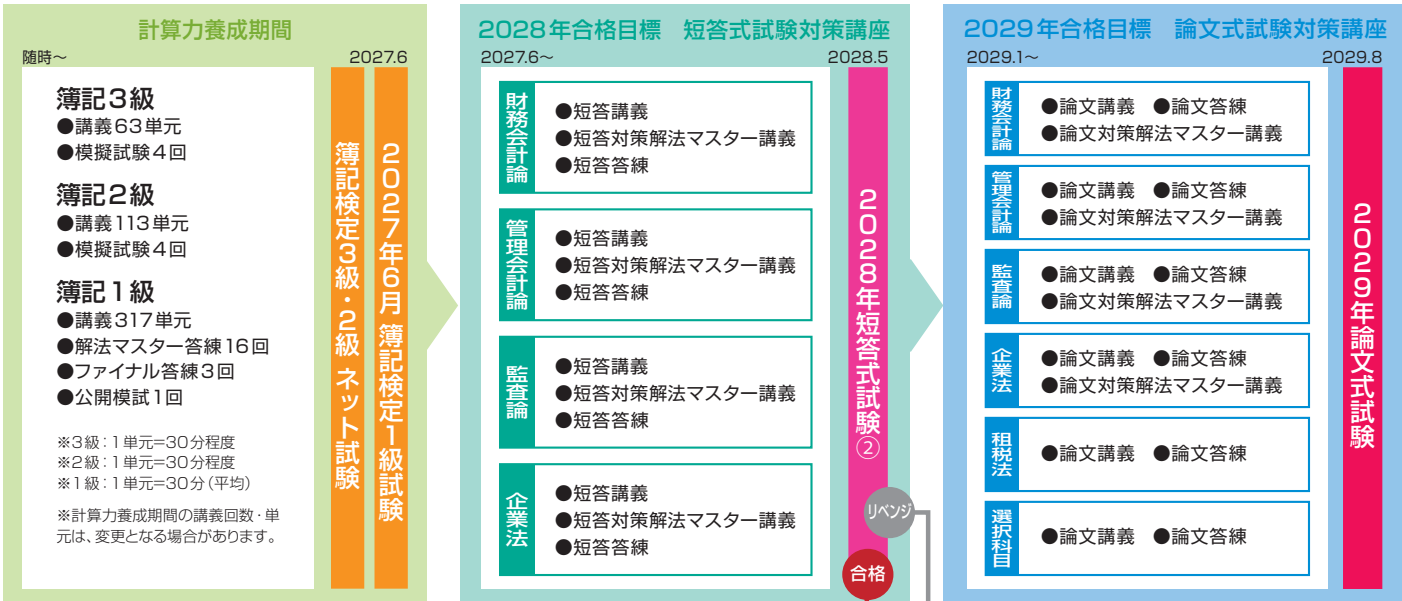 計算力養成期間
随時～
2027.6
簿記3級
●講義63単元
●模擬試験4回
簿記2級
●講義113単元
●模擬試験4回
簿記1級
●講義317単元
●解法マスター答練16回
●ファイナル答練3回
●公開模試1回
※3級：1単元=30分程度
※2級：1単元=30分程度
※1級：1単元=30分(平均)
※計算力養成期間の講義回数・単
元は、変更となる場合があります。
簿記検定3級・2級 ネット試験
2027年6月 簿記検定1級試験
2028年合格目標 短答式試験対策講座
2027.6～
2028.5
財務会計論
●短答講義
●短答対策解法マスター講義
●短答答練
管理会計論
●短答講義
●短答対策解法マスター講義
●短答答練
監査論
●短答講義
●短答対策解法マスター講義
●短答答練
企業法
●短答講義
●短答対策解法マスター講義
●短答答練
2028年短答式試験②
リベンジ
合格
2029年合格目標 論文式試験対策講座
2029.1～
2029.8
財務会計論
●論文講義 ●論文答練
●論文対策解法マスター講義
管理会計論
●論文講義 ●論文答練
●論文対策解法マスター講義
監査論
●論文講義 ●論文答練
●論文対策解法マスター講義
企業法
●論文講義 ●論文答練
●論文対策解法マスター講義
租税法
●論文講義 ●論文答練
選択科目
●論文講義 ●論文答練
2029年論文式試験